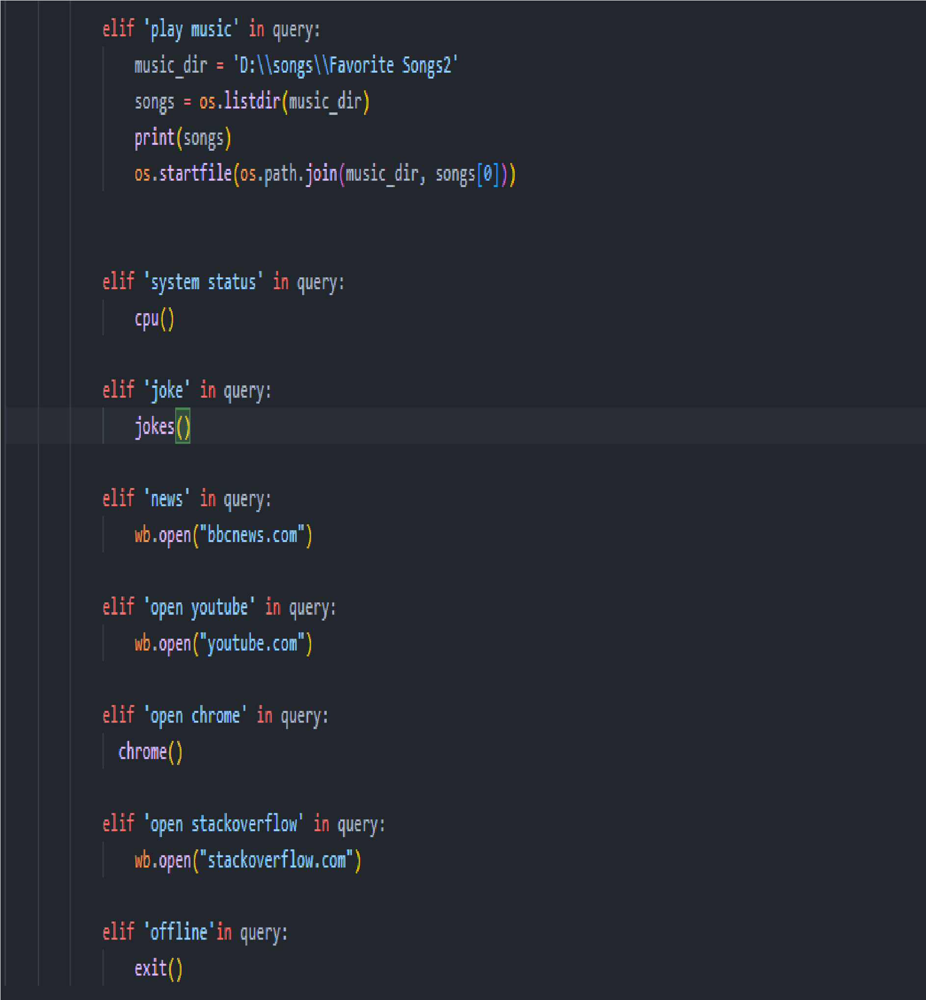 elif 'play music' in query:
music_dir = 'D:\\songs\\Favorite Songs2'
songs = os.listdir(music_dir)
print(songs)
os.startfile(os.path.join(music_dir, songs[0]))
elif 'system status' in query:
cpu()
elif 'joke' in query:
jokes()
elif 'news' in query:
wb.open("bbcnews.com")
elif 'open youtube' in query:
wb.open("youtube.com")
elif 'open chrome' in query:
chrome()
elif 'open stackoverflow' in query:
wb.open("stackoverflow.com")
elif 'offline'in query:
exit()